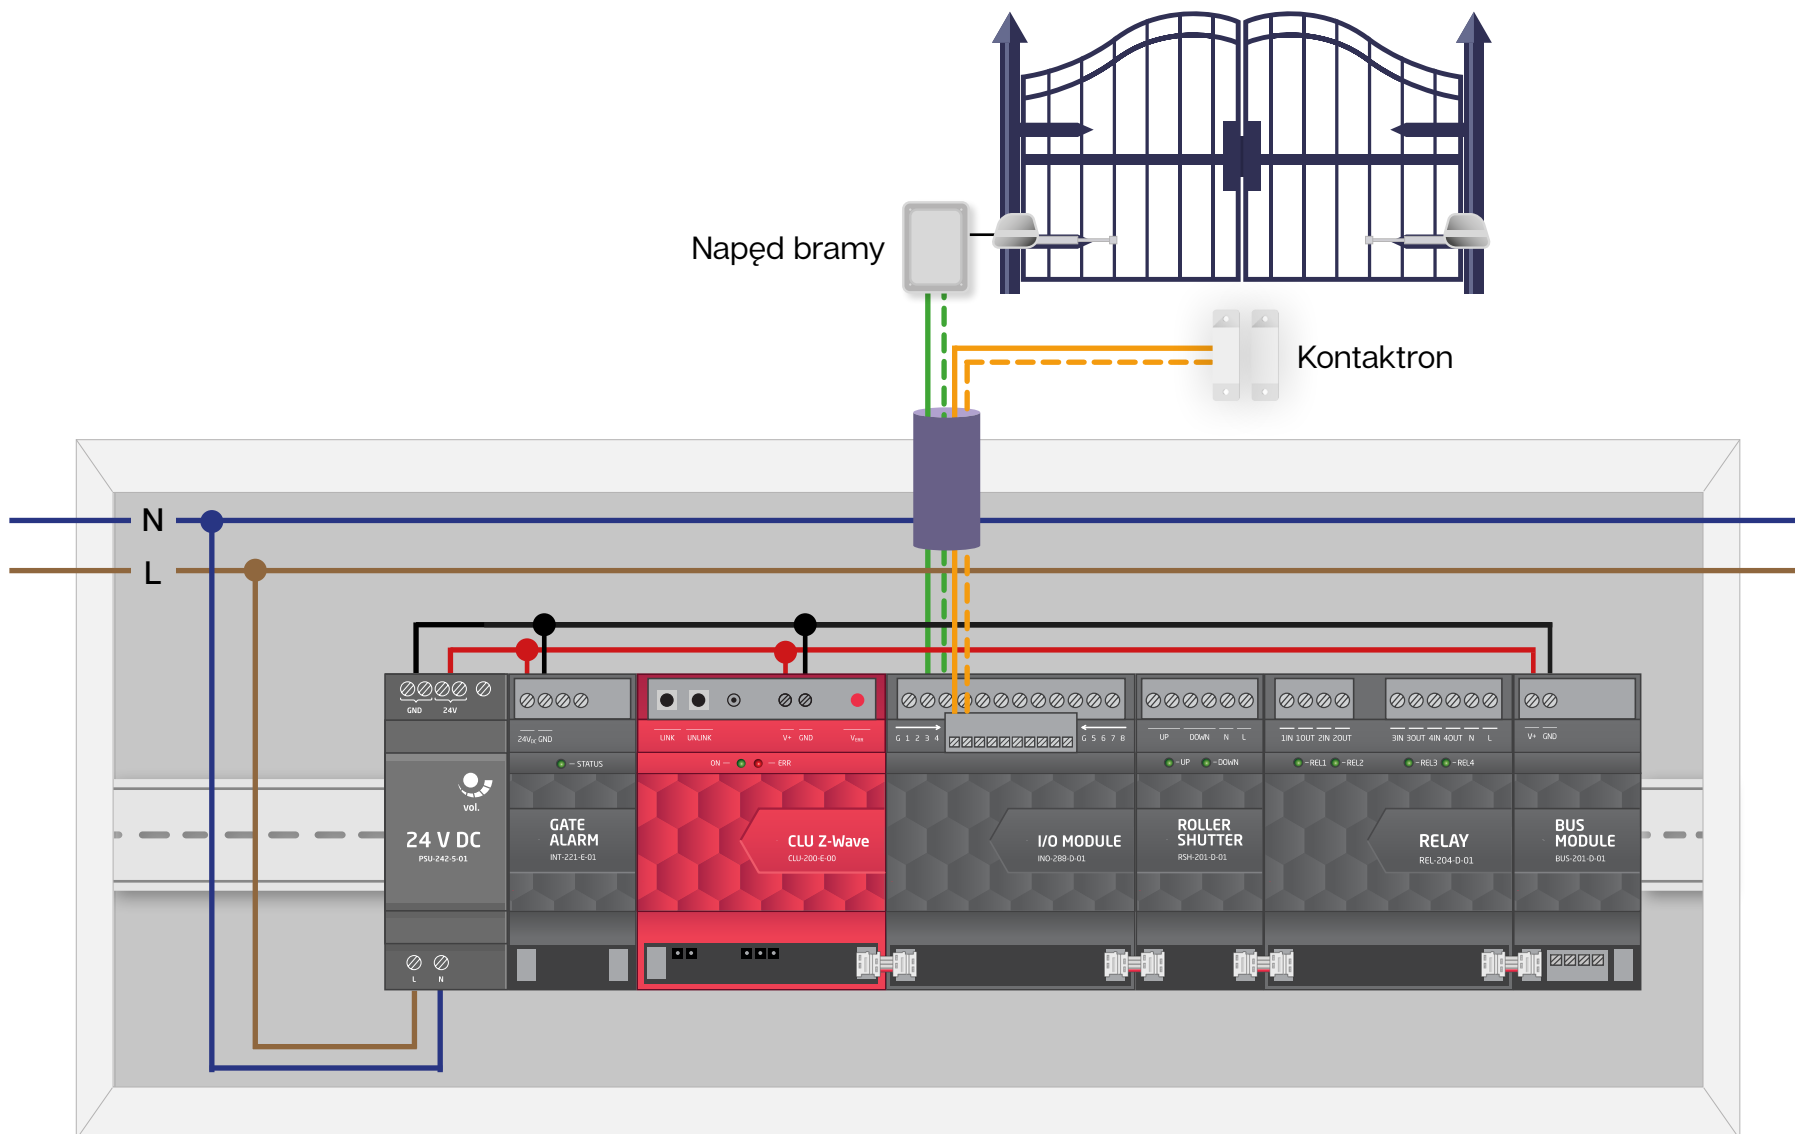 Napęd bramy
Kontaktron
N
L
GND 24V
24VDC GND
LINK UNLINK V+ GND VERR
G 1 2 3 4 G 5 6 7 8
UP DOWN N L
1IN 1OUT 2IN 2OUT 3IN 3OUT 4IN 4OUT N L
V+ GND
STATUS
ON ERR
UP DOWN
REL1 REL2 REL3 REL4
vol.
24 V DC
PSU-242-S-01
GATE
ALARM
INT-221-E-01
CLU Z-Wave
CLU-200-E-00
I/O MODULE
INO-288-D-01
ROLLER
SHUTTER
RSH-201-D-01
RELAY
REL-204-D-01
BUS
MODULE
BUS-201-D-01
L N